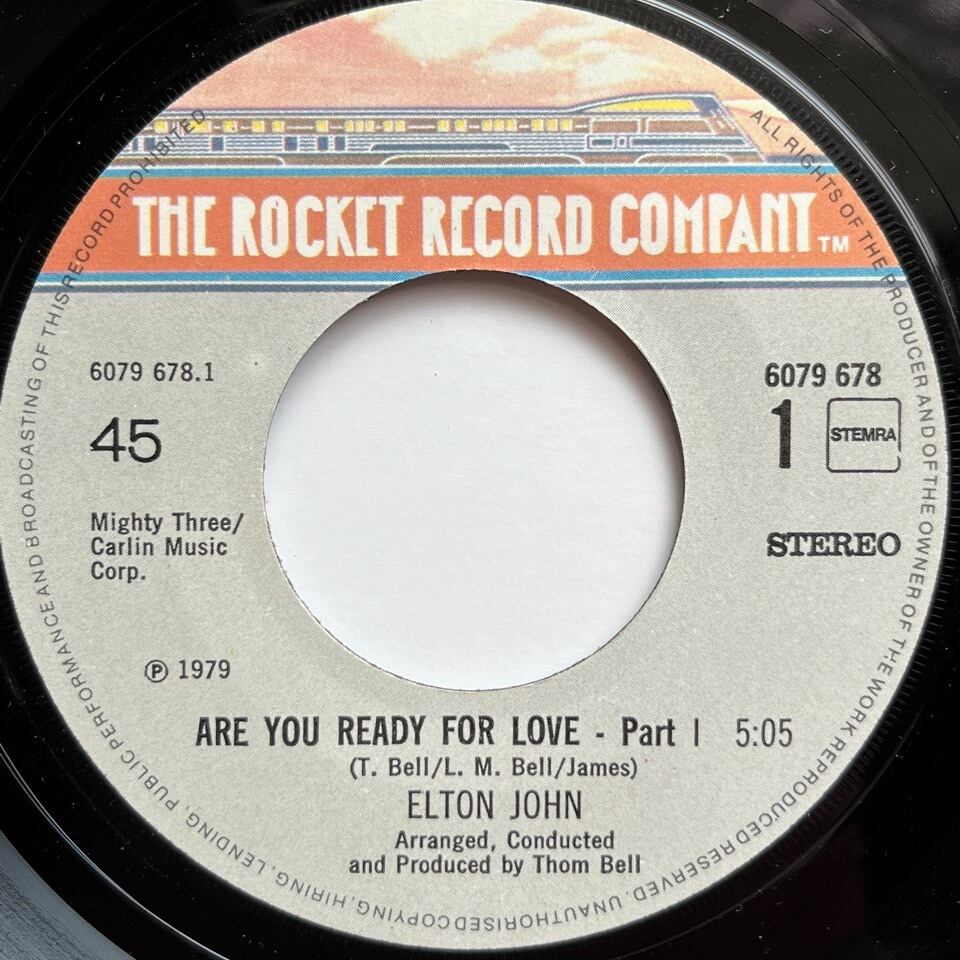 THE ROCKET RECORD COMPANY TM
6079 678.1
6079 678
45
1
STEMRA
Mighty Three/
Carlin Music
Corp.
STEREO
℗ 1979
ARE YOU READY FOR LOVE - Part I 5:05
(T. Bell/L. M. Bell/James)
ELTON JOHN
Arranged, Conducted
and Produced by Thom Bell
ALL RIGHTS OF THE PRODUCER AND OF THE OWNER OF THE WORK REPRODUCED RESERVED. UNAUTHORISED COPYING, HIRING, LENDING, PUBLIC PERFORMANCE AND BROADCASTING OF THIS RECORD PROHIBITED